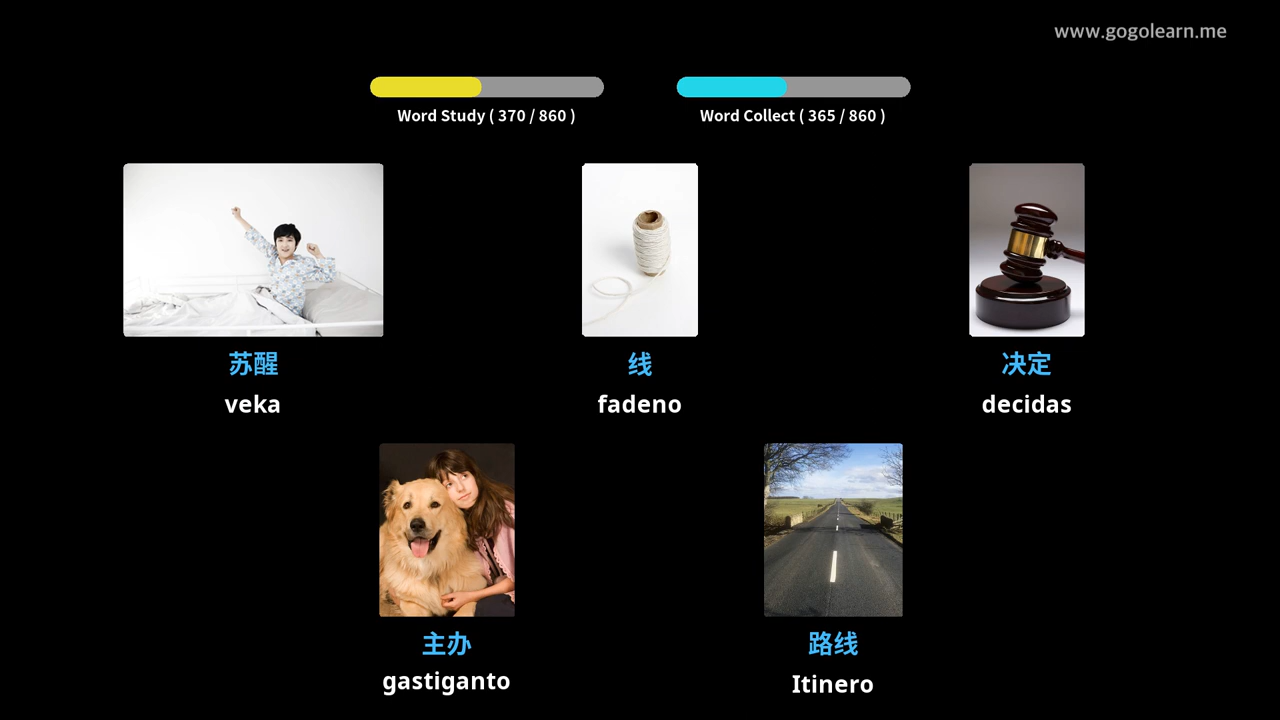 www.gogolearn.me
Word Study ( 370 / 860 )
Word Collect ( 365 / 860 )
苏醒
veka
线
fadeno
决定
decidas
主办
gastiganto
路线
Itinero